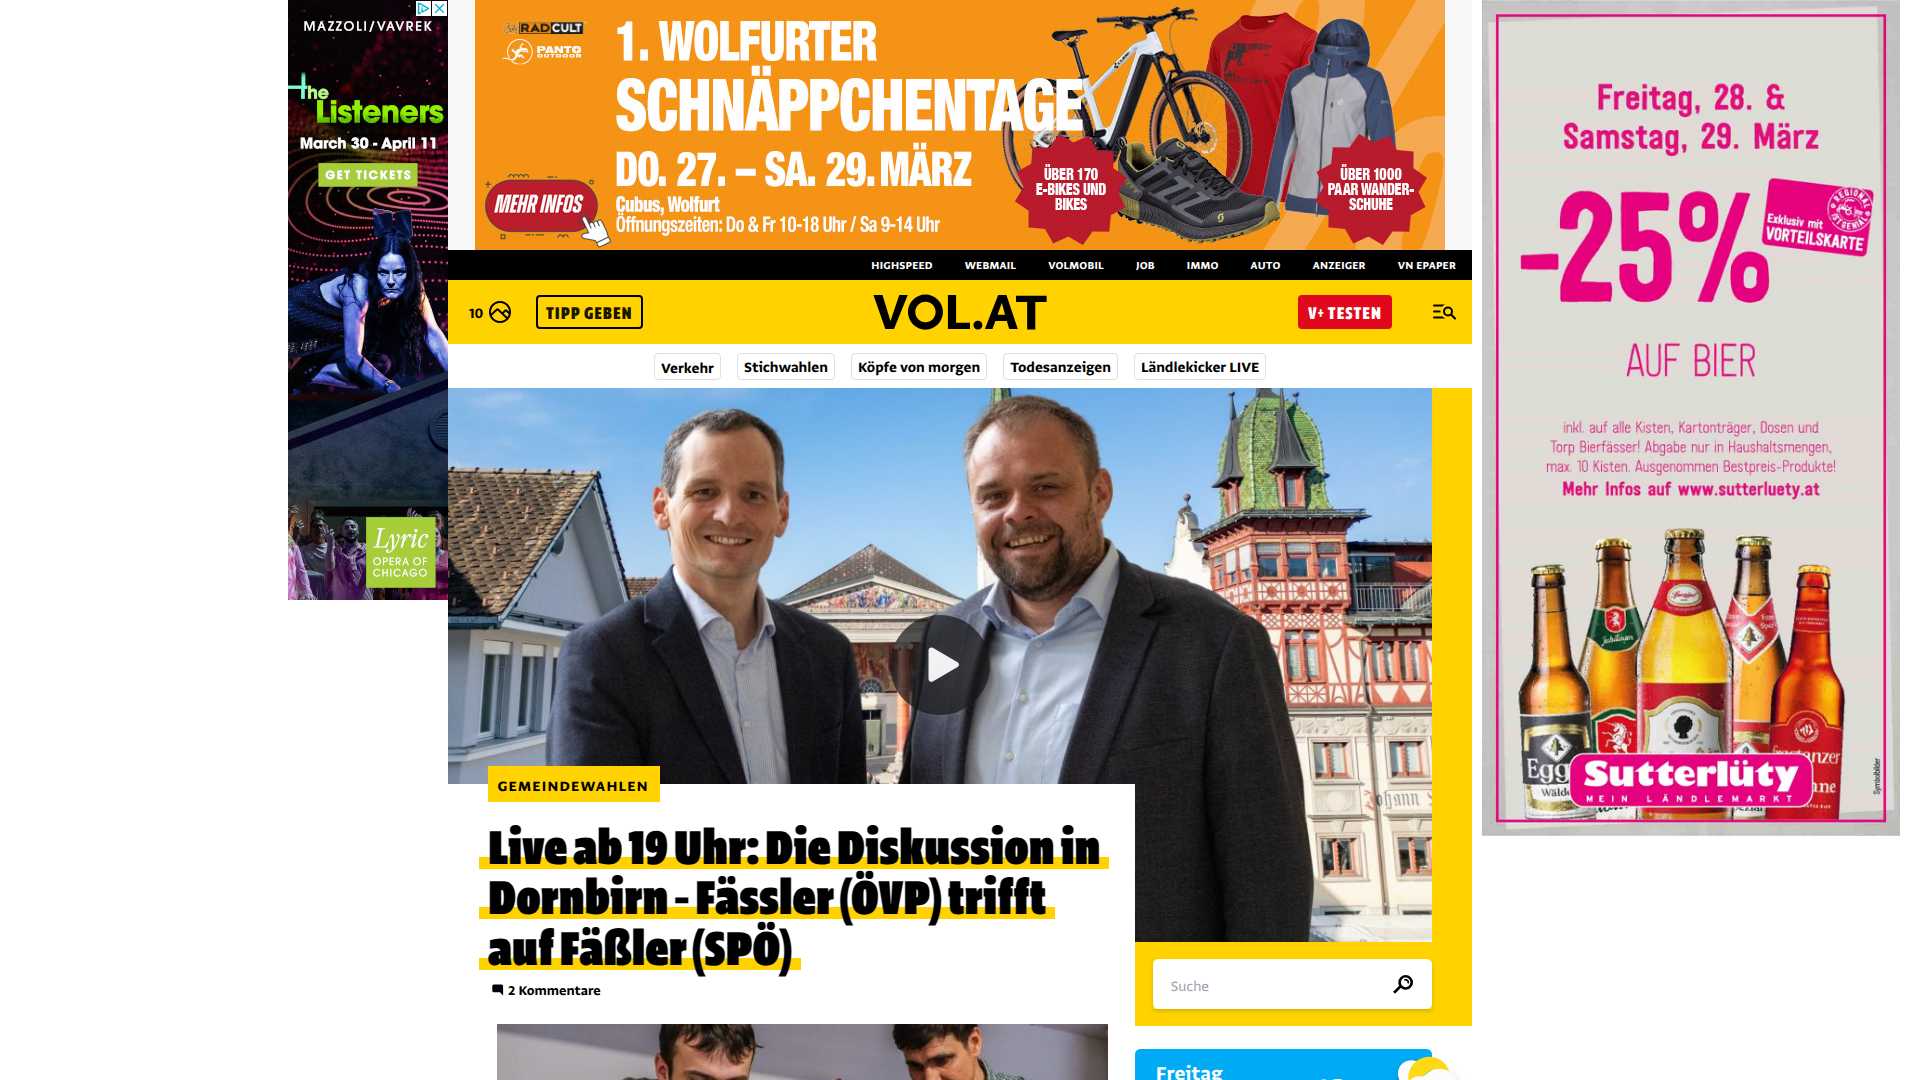 MAZZOLI/VAVREK
the
Listeners
March 30 - April 11
GET TICKETS
Lyric
OPERA OF
CHICAGO
RADCULT
PANTO
OUTDOOR
1. WOLFURTER
SCHNÄPPCHENTAGE
DO. 27. – SA. 29. MÄRZ
MEHR INFOS
Cubus, Wolfurt
Öffnungszeiten: Do & Fr 10-18 Uhr / Sa 9-14 Uhr
ÜBER 170
E-BIKES UND
BIKES
ÜBER 1000
PAAR WANDER-
SCHUHE
HIGHSPEED WEBMAIL VOLMOBIL JOB IMMO AUTO ANZEIGER VN EPAPER
10 TIPP GEBEN VOL.AT V+ TESTEN
Verkehr Stichwahlen Köpfe von morgen Todesanzeigen Ländlekicker LIVE
GEMEINDEWAHLEN
Live ab 19 Uhr: Die Diskussion in
Dornbirn - Fässler (ÖVP) trifft
auf Fäßler (SPÖ)
2 Kommentare
Suche
Freitag
Freitag, 28. &
Samstag, 29. März
-25%
REGIONAL
IST GENIAL
Exklusiv mit
VORTEILSKARTE
AUF BIER
inkl. auf alle Kisten, Kartonträger, Dosen und
Torp Bierfässer! Abgabe nur in Haushaltsmengen,
max. 10 Kisten. Ausgenommen Bestpreis-Produkte!
Mehr Infos auf www.sutterluety.at
Egg
Wälde
Sutterlüty
MEIN LÄNDLEMARKT
Symbolbilder